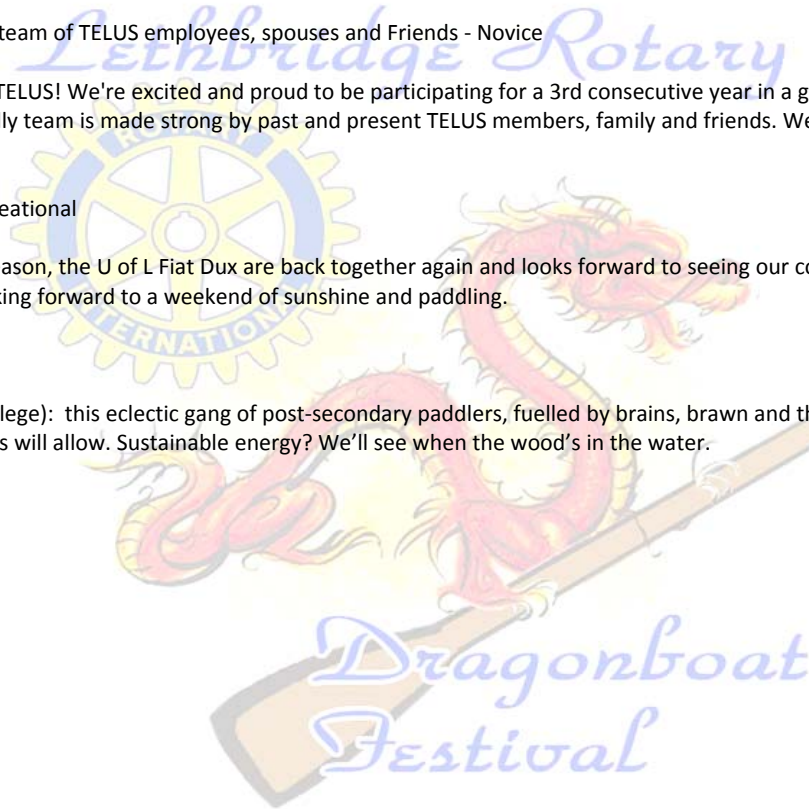 team of TELUS employees, spouses and Friends - Novice
Lethbridge Rotary
TELUS! We're excited and proud to be participating for a 3rd consecutive year in a g
lly team is made strong by past and present TELUS members, family and friends. We
ROTARY
eational
ason, the U of L Fiat Dux are back together again and looks forward to seeing our co
king forward to a weekend of sunshine and paddling.
INTERNATIONAL
lege): this eclectic gang of post-secondary paddlers, fuelled by brains, brawn and th
s will allow. Sustainable energy? We’ll see when the wood’s in the water.
Dragonboat
Festival